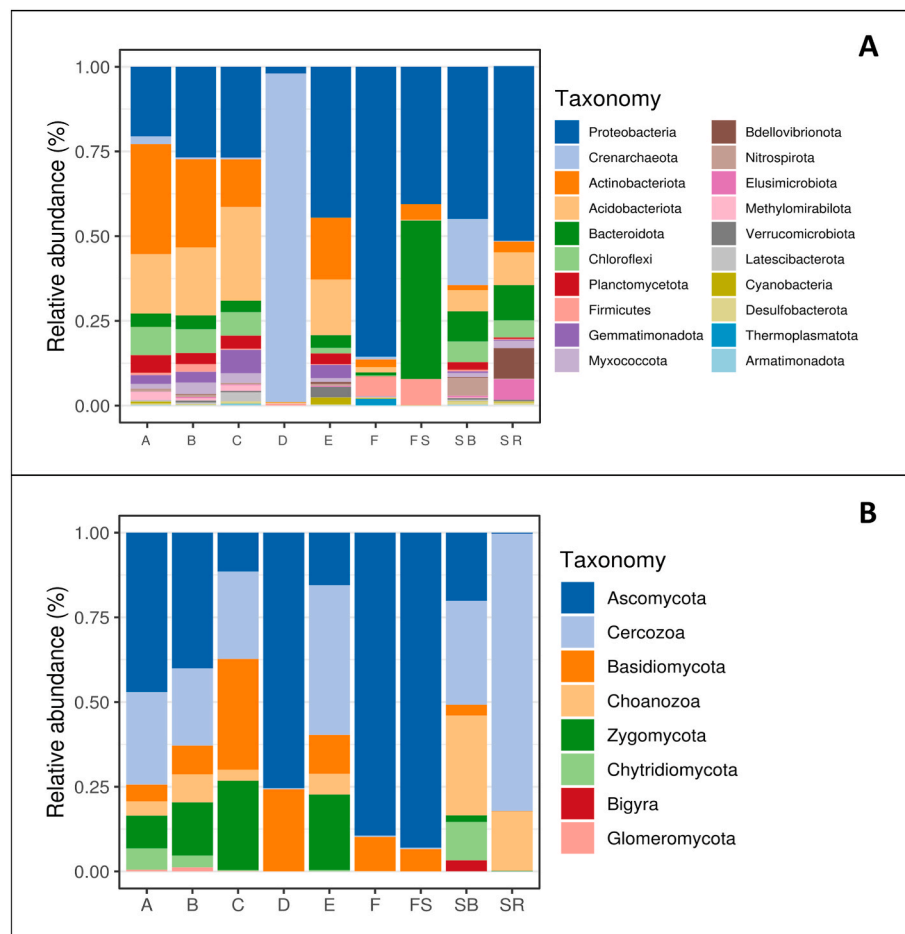 A
1.00
0.75
0.50
0.25
0.00
Relative abundance (%)
A B C D E F FS SB SR
Taxonomy
Proteobacteria
Crenarchaeota
Actinobacteriota
Acidobacteriota
Bacteroidota
Chloroflexi
Planctomycetota
Firmicutes
Gemmatimonadota
Myxococcota
Bdellovibrionota
Nitrospirota
Elusimicrobiota
Methylomirabilota
Verrucomicrobiota
Latescibacterota
Cyanobacteria
Desulfobacterota
Thermoplasmatota
Armatimonadota
B
1.00
0.75
0.50
0.25
0.00
Relative abundance (%)
A B C D E F FS SB SR
Taxonomy
Ascomycota
Cercozoa
Basidiomycota
Choanozoa
Zygomycota
Chytridiomycota
Bigyra
Glomeromycota